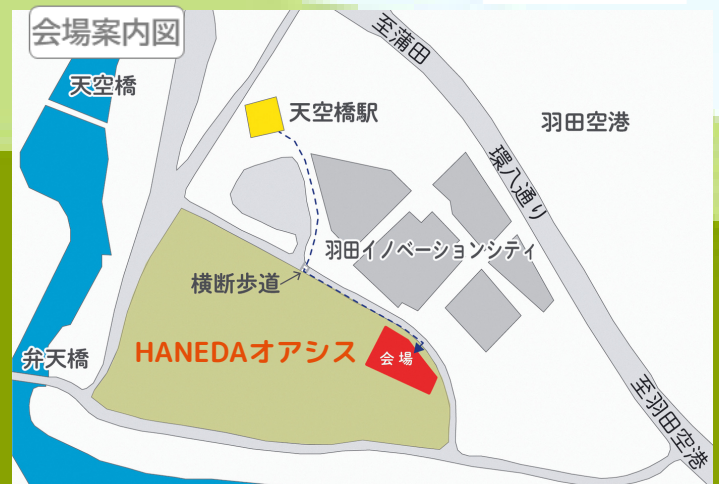 会場案内図
至蒲田
天空橋
天空橋駅
羽田空港
環八通り
羽田イノベーションシティ
横断歩道
HANEDAオアシス
会場
弁天橋
至羽田空港